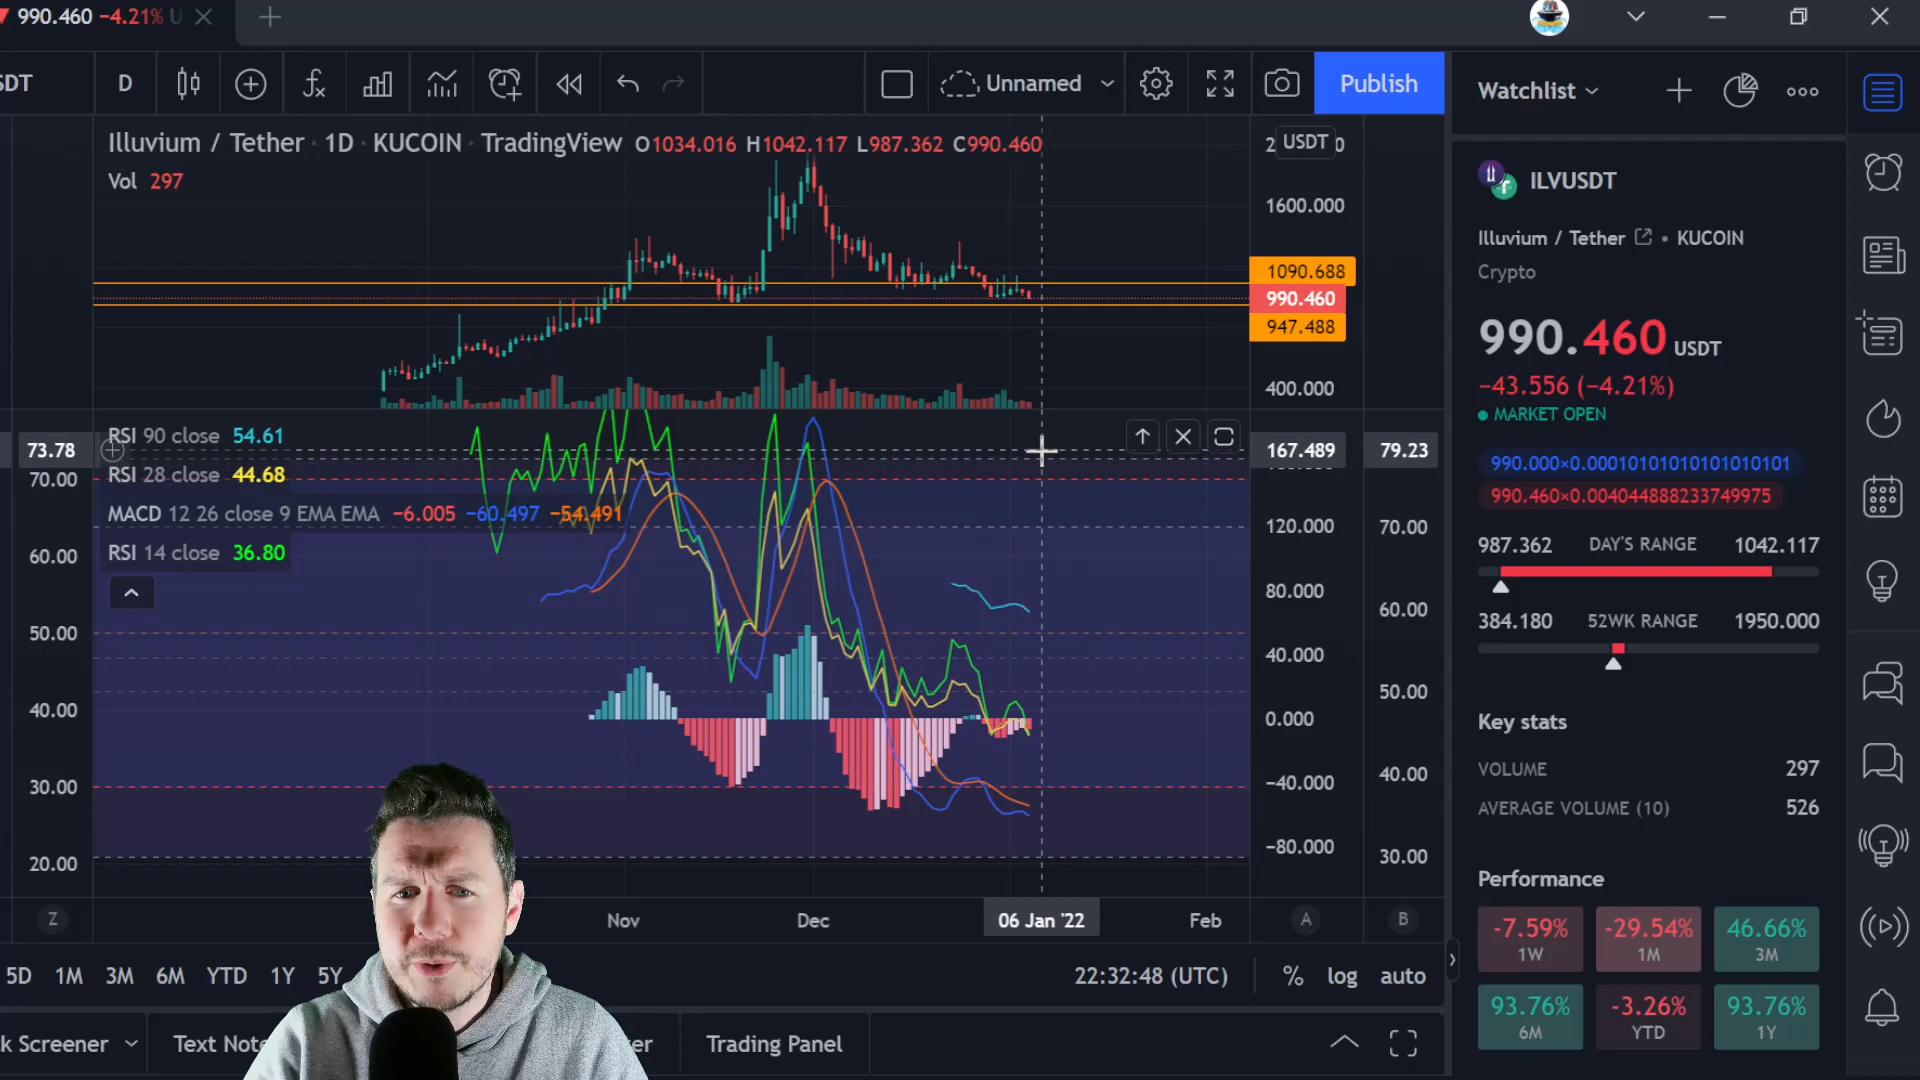 990.460 −4.21% U
SDT
D
Unnamed
Publish
Illuvium / Tether · 1D · KUCOIN · TradingView O1034.016 H1042.117 L987.362 C990.460
Vol 297
USDT
1600.000
1090.688
990.460
947.488
400.000
RSI 90 close 54.61
RSI 28 close 44.68
MACD 12 26 close 9 EMA EMA −6.005 −60.497 −54.491
RSI 14 close 36.80
73.78
70.00
60.00
50.00
40.00
30.00
20.00
167.489
120.000
80.000
40.000
0.000
−40.000
−80.000
79.23
70.00
60.00
50.00
40.00
30.00
Z
Nov
Dec
06 Jan '22
Feb
A
B
5D 1M 3M 6M YTD 1Y 5Y
22:32:48 (UTC)
% log auto
k Screener
Text Note
er
Trading Panel
Watchlist
ILVUSDT
Illuvium / Tether • KUCOIN
Crypto
990.460 USDT
−43.556 (−4.21%)
MARKET OPEN
990.000×0.00010101010101010101
990.460×0.004044888233749975
987.362 DAY'S RANGE 1042.117
384.180 52WK RANGE 1950.000
Key stats
VOLUME 297
AVERAGE VOLUME (10) 526
Performance
-7.59% -29.54% 46.66%
1W 1M 3M
93.76% -3.26% 93.76%
6M YTD 1Y